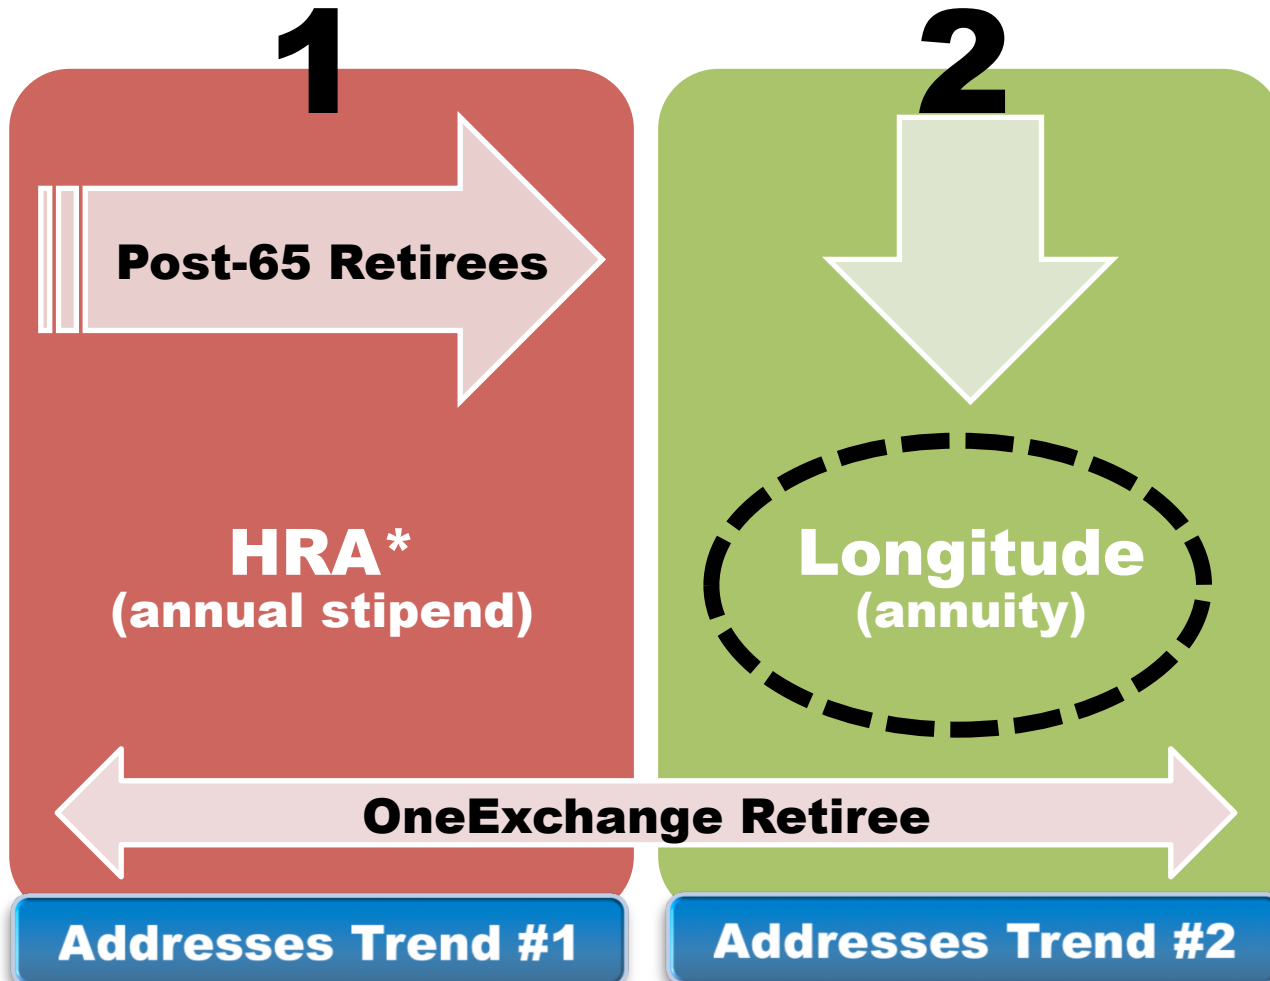 1
Post-65 Retirees
HRA*
(annual stipend)
2
Longitude
(annuity)
OneExchange Retiree
Addresses Trend #1
Addresses Trend #2